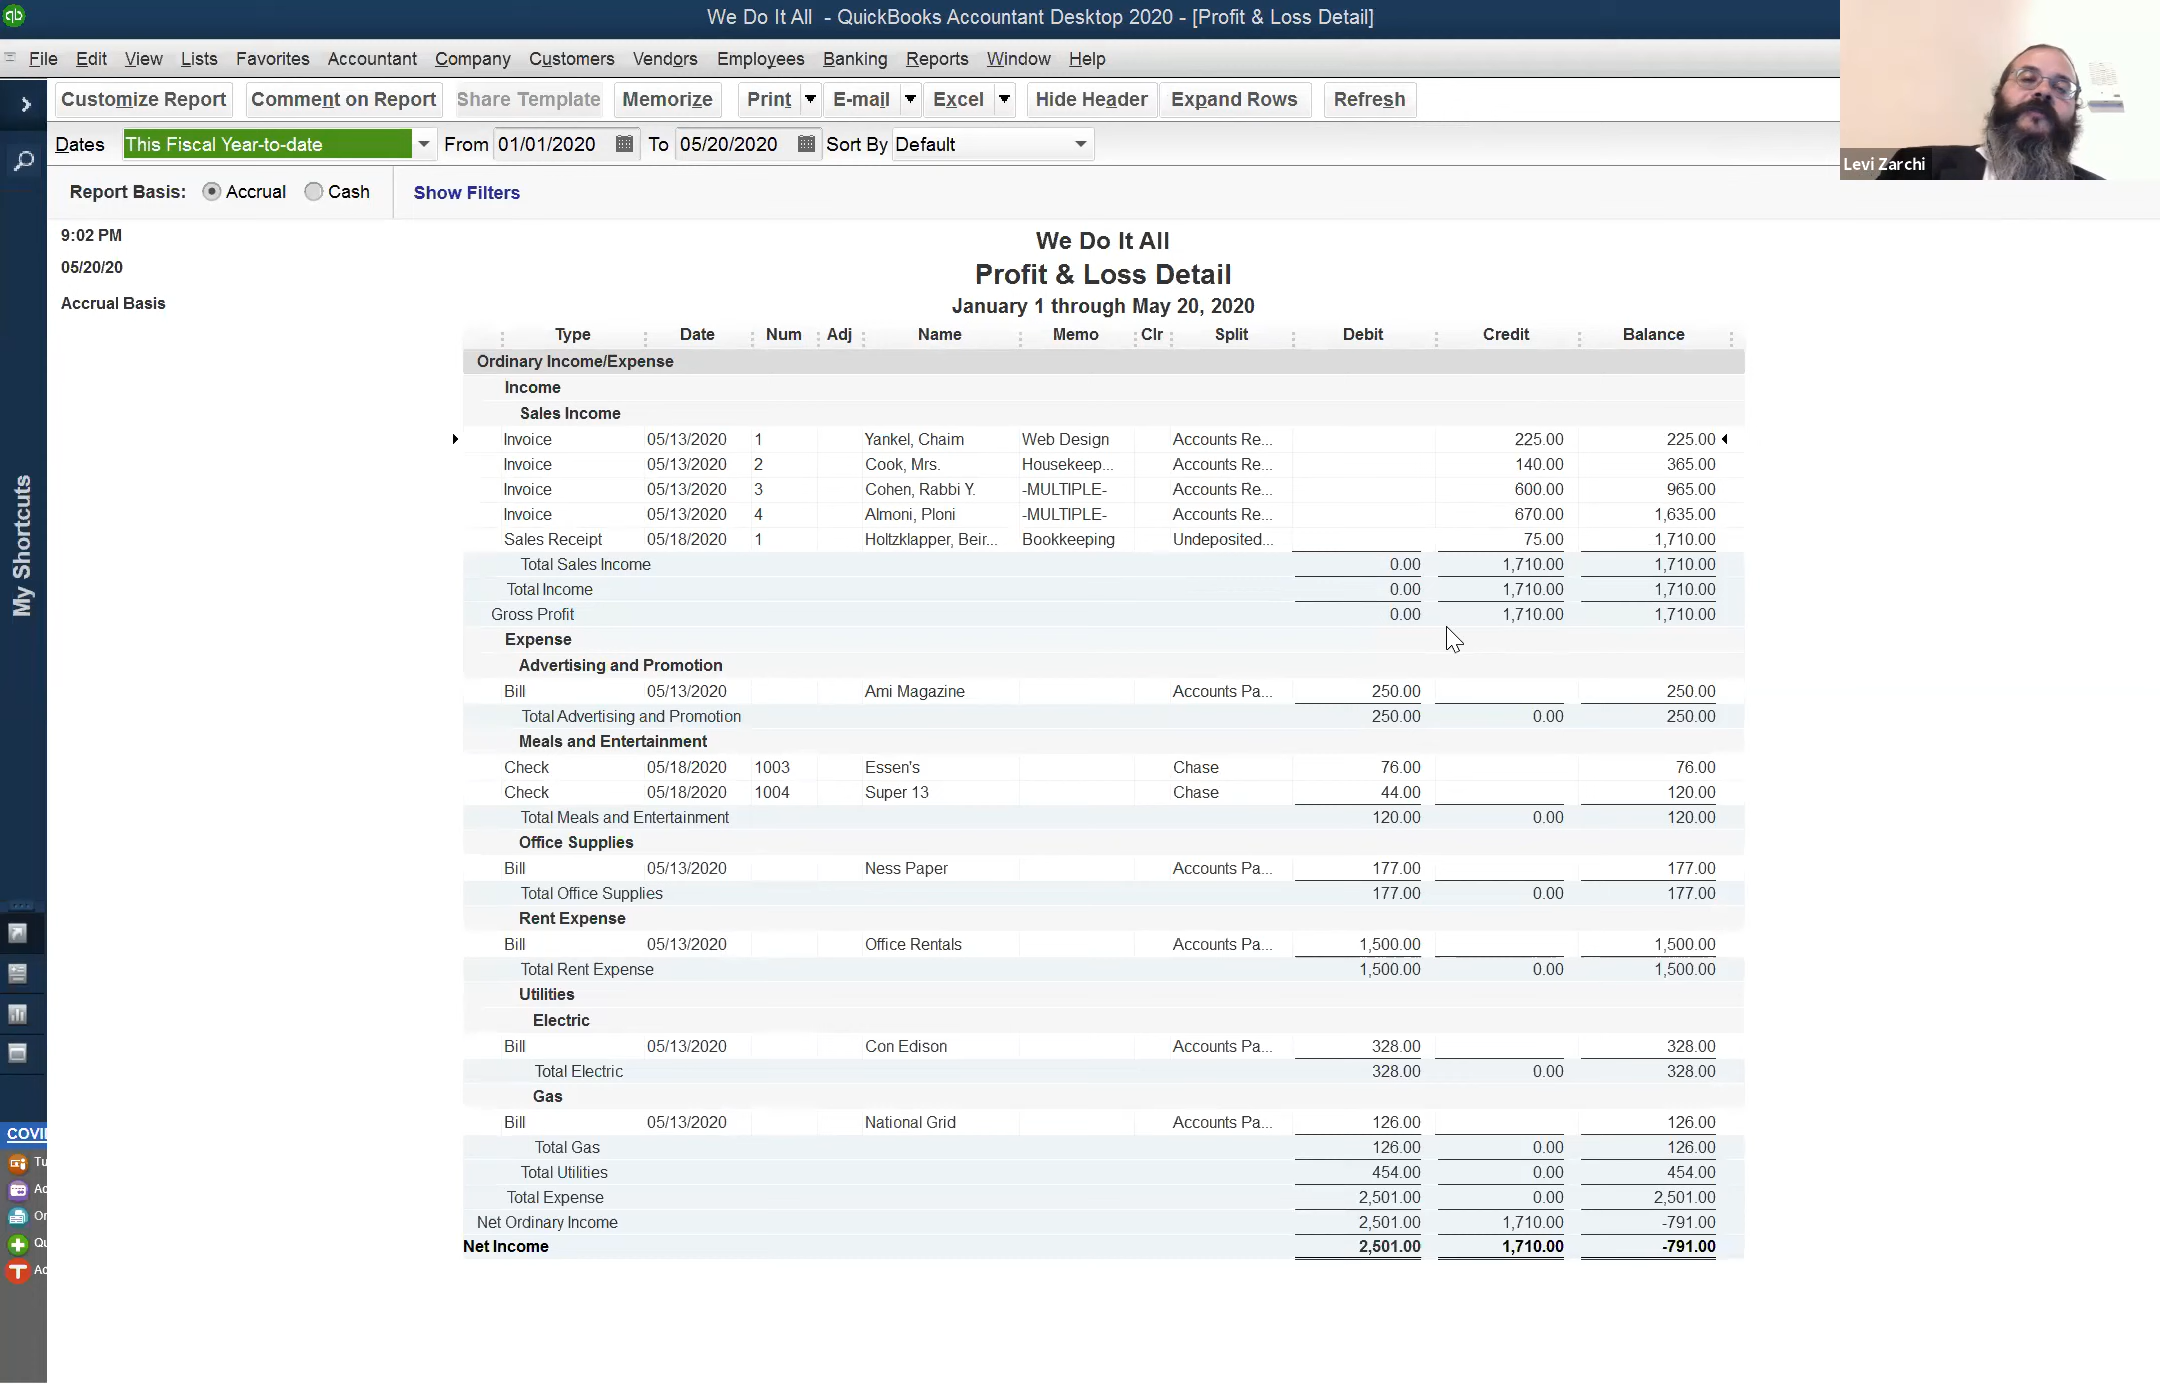 We Do It All - QuickBooks Accountant Desktop 2020 - [Profit & Loss Detail]
File Edit View Lists Favorites Accountant Company Customers Vendors Employees Banking Reports Window Help
Customize Report Comment on Report Share Template Memorize Print E-mail Excel Hide Header Expand Rows Refresh
Levi Zarchi
Dates This Fiscal Year-to-date From 01/01/2020 To 05/20/2020 Sort By Default
Report Basis: Accrual Cash Show Filters
9:02 PM
05/20/20
Accrual Basis
We Do It All
Profit & Loss Detail
January 1 through May 20, 2020
Type Date Num Adj Name Memo Clr Split Debit Credit Balance
Ordinary Income/Expense
Income
Sales Income
Invoice 05/13/2020 1 Yankel, Chaim Web Design Accounts Re... 225.00 225.00
Invoice 05/13/2020 2 Cook, Mrs. Housekeep... Accounts Re... 140.00 365.00
Invoice 05/13/2020 3 Cohen, Rabbi Y. -MULTIPLE- Accounts Re... 600.00 965.00
Invoice 05/13/2020 4 Almoni, Ploni -MULTIPLE- Accounts Re... 670.00 1,635.00
Sales Receipt 05/18/2020 1 Holtzklapper, Beir... Bookkeeping Undeposited... 75.00 1,710.00
Total Sales Income 0.00 1,710.00 1,710.00
Total Income 0.00 1,710.00 1,710.00
Gross Profit 0.00 1,710.00 1,710.00
Expense
Advertising and Promotion
Bill 05/13/2020 Ami Magazine Accounts Pa... 250.00 250.00
Total Advertising and Promotion 250.00 0.00 250.00
Meals and Entertainment
Check 05/18/2020 1003 Essen's Chase 76.00 76.00
Check 05/18/2020 1004 Super 13 Chase 44.00 120.00
Total Meals and Entertainment 120.00 0.00 120.00
Office Supplies
Bill 05/13/2020 Ness Paper Accounts Pa... 177.00 177.00
Total Office Supplies 177.00 0.00 177.00
Rent Expense
Bill 05/13/2020 Office Rentals Accounts Pa... 1,500.00 1,500.00
Total Rent Expense 1,500.00 0.00 1,500.00
Utilities
Electric
Bill 05/13/2020 Con Edison Accounts Pa... 328.00 328.00
Total Electric 328.00 0.00 328.00
Gas
Bill 05/13/2020 National Grid Accounts Pa... 126.00 126.00
Total Gas 126.00 0.00 126.00
Total Utilities 454.00 0.00 454.00
Total Expense 2,501.00 0.00 2,501.00
Net Ordinary Income 2,501.00 1,710.00 -791.00
Net Income 2,501.00 1,710.00 -791.00
My Shortcuts
COVI
Tu
Ac
Or
Qu
Ac